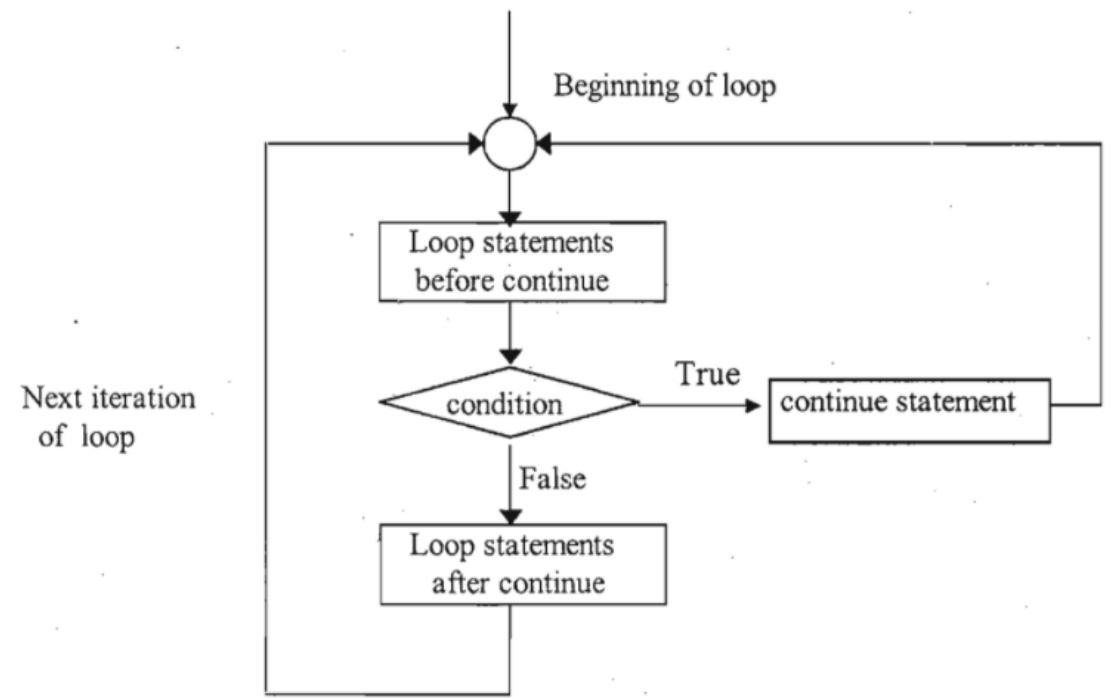 Beginning of loop
Loop statements
before continue
Next iteration
of loop
condition
True
continue statement
False
Loop statements
after continue